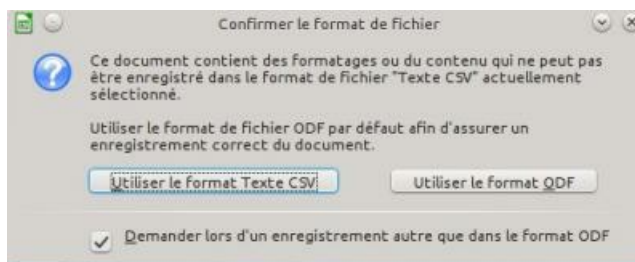 Confirmer le format de fichier
Ce document contient des formatages ou du contenu qui ne peut pas
être enregistré dans le format de fichier "Texte CSV" actuellement
sélectionné.
Utiliser le format de fichier ODF par défaut afin d'assurer un
enregistrement correct du document.
Utiliser le format Texte CSV
Utiliser le format ODF
Demander lors d'un enregistrement autre que dans le format ODF